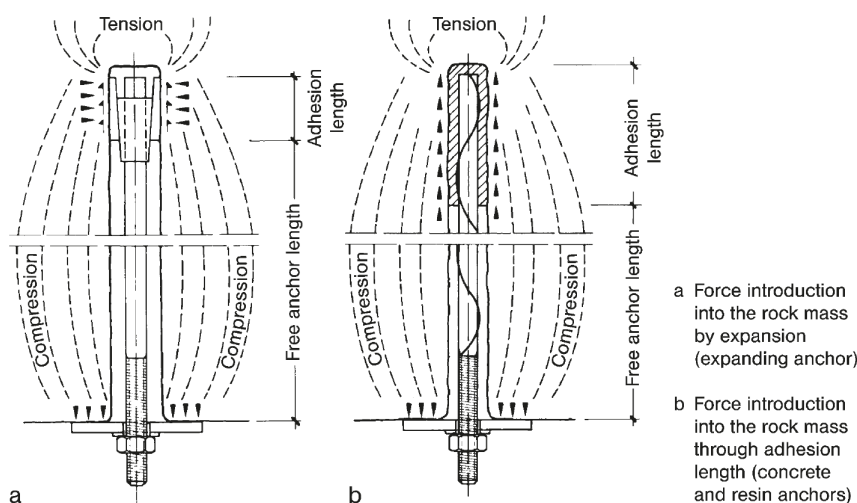 Tension
Adhesion
length
Free anchor length
Compression
Compression
a
Tension
Adhesion
length
Free anchor length
Compression
Compression
b
a Force introduction
into the rock mass
by expansion
(expanding anchor)
b Force introduction
into the rock mass
through adhesion
length (concrete
and resin anchors)